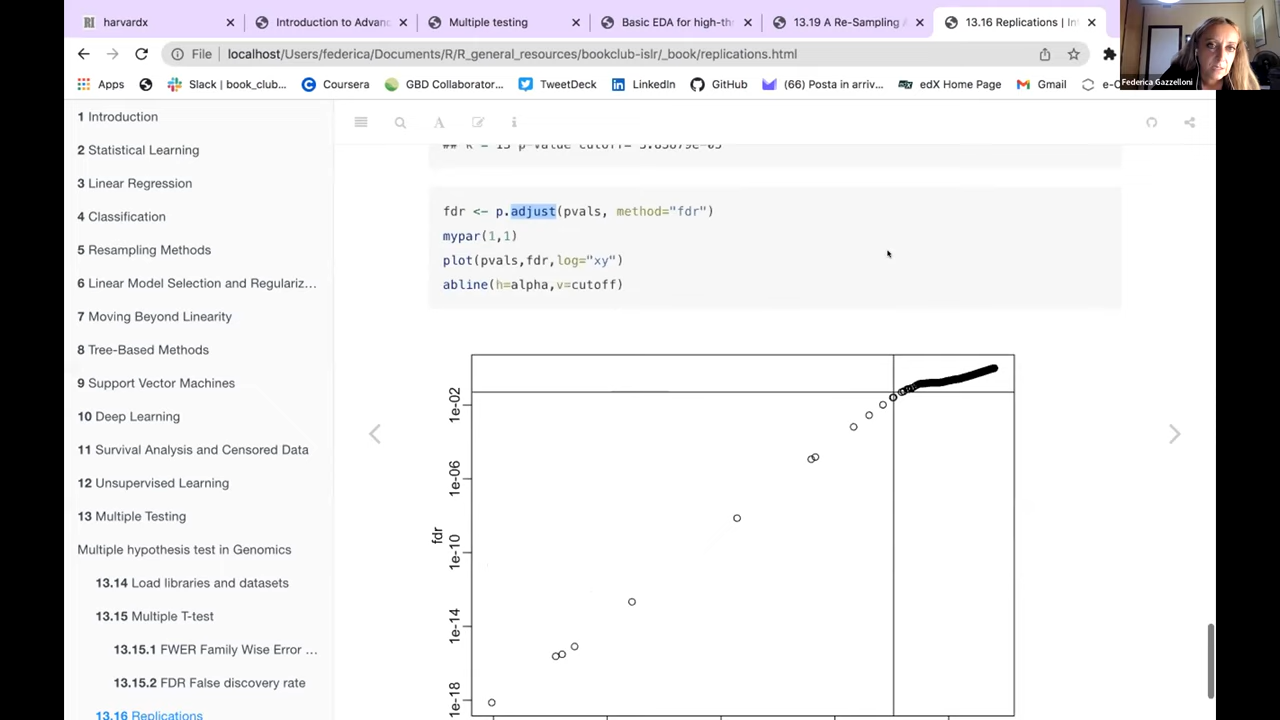 harvardx
Introduction to Advan
Multiple testing
Basic EDA for high-th
13.19 A Re-Sampling A
13.16 Replications | Int
File
localhost/Users/federica/Documents/R/R_general_resources/bookclub-islr/_book/replications.html
Federica Gazzelloni
Apps
Slack | book_club...
Coursera
GBD Collaborator...
TweetDeck
LinkedIn
GitHub
(66) Posta in arriv...
edX Home Page
Gmail
1 Introduction
2 Statistical Learning
3 Linear Regression
4 Classification
5 Resampling Methods
6 Linear Model Selection and Regulariz...
7 Moving Beyond Linearity
8 Tree-Based Methods
9 Support Vector Machines
10 Deep Learning
11 Survival Analysis and Censored Data
12 Unsupervised Learning
13 Multiple Testing
Multiple hypothesis test in Genomics
13.14 Load libraries and datasets
13.15 Multiple T-test
13.15.1 FWER Family Wise Error ...
13.15.2 FDR False discovery rate
13.16 Replications
fdr <- p.adjust(pvals, method="fdr")
mypar(1,1)
plot(pvals,fdr,log="xy")
abline(h=alpha,v=cutoff)
fdr
1e-02
1e-06
1e-10
1e-14
1e-18